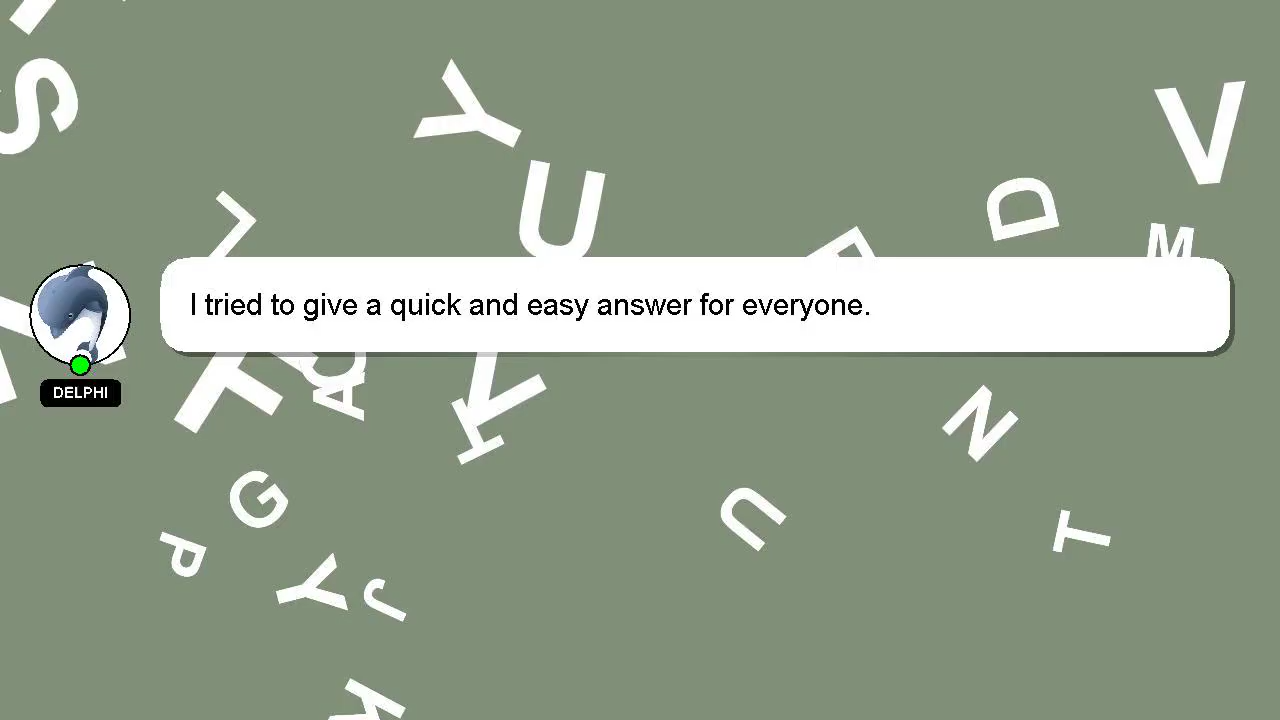 S
Y
V
U
L
D
M
I tried to give a quick and easy answer for everyone.
DELPHI
T
A
K
I
N
G
U
T
P
Y
J
K